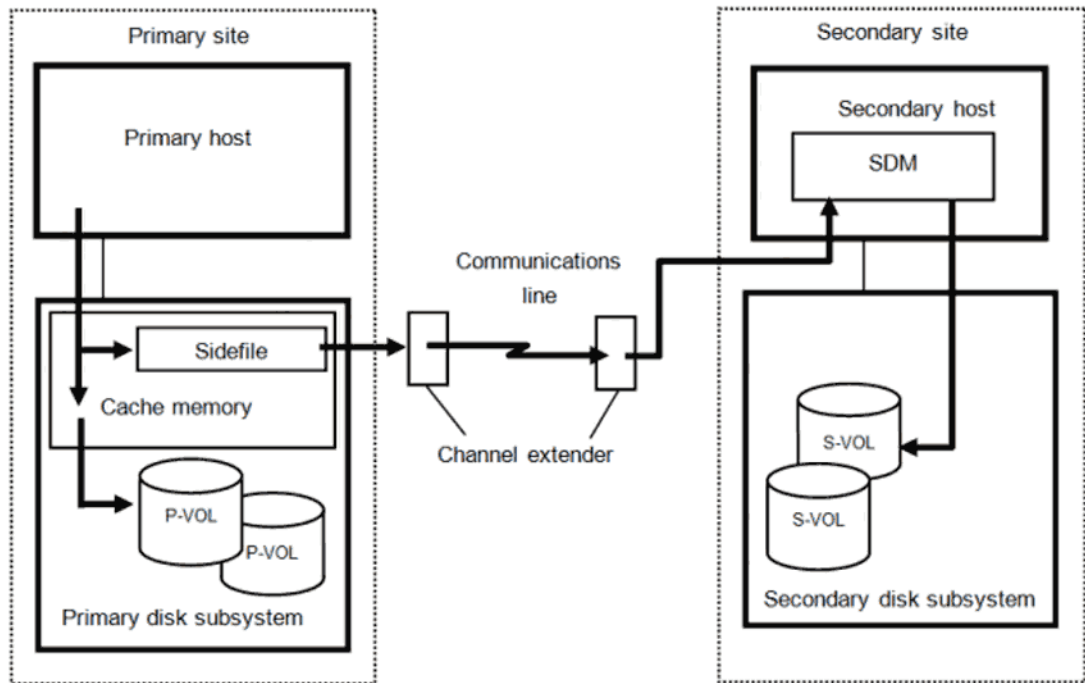 Primary site
Primary host
Sidefile
Cache memory
P-VOL
P-VOL
Primary disk subsystem
Communications
line
Channel extender
Secondary site
Secondary host
SDM
S-VOL
S-VOL
Secondary disk subsystem